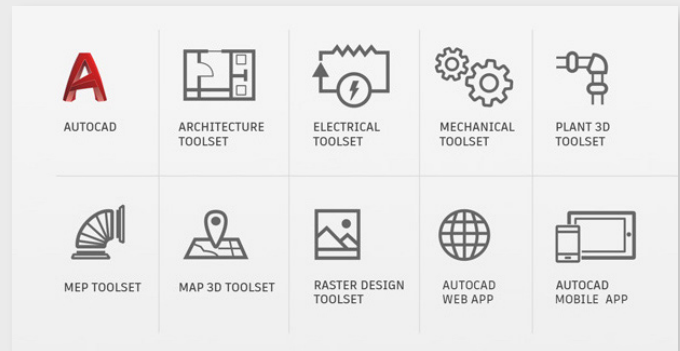 AUTOCAD
ARCHITECTURE
TOOLSET
ELECTRICAL
TOOLSET
MECHANICAL
TOOLSET
PLANT 3D
TOOLSET
MEP TOOLSET
MAP 3D TOOLSET
RASTER DESIGN
TOOLSET
AUTOCAD
WEB APP
AUTOCAD
MOBILE APP